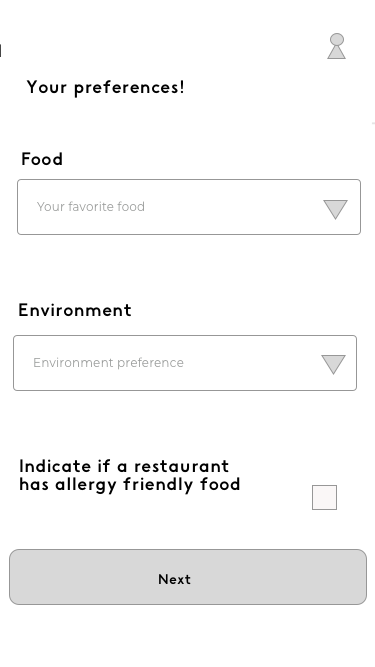 Your preferences!
Food
Your favorite food
Environment
Environment preference
Indicate if a restaurant
has allergy friendly food
Next